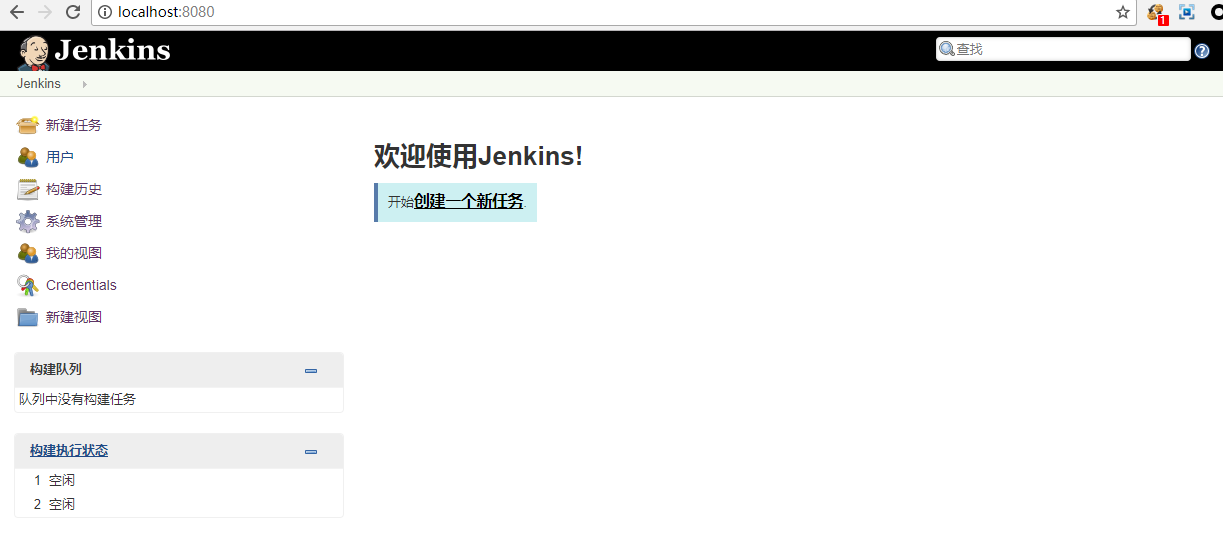 localhost:8080
1
Jenkins
查找
Jenkins
新建任务
用户
构建历史
系统管理
我的视图
Credentials
新建视图
欢迎使用Jenkins!
开始创建一个新任务.
构建队列
队列中没有构建任务
构建执行状态
1 空闲
2 空闲